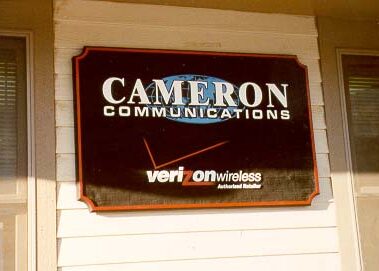 CAMERON
COMMUNICATIONS
verizonwireless
Authorized Retailer